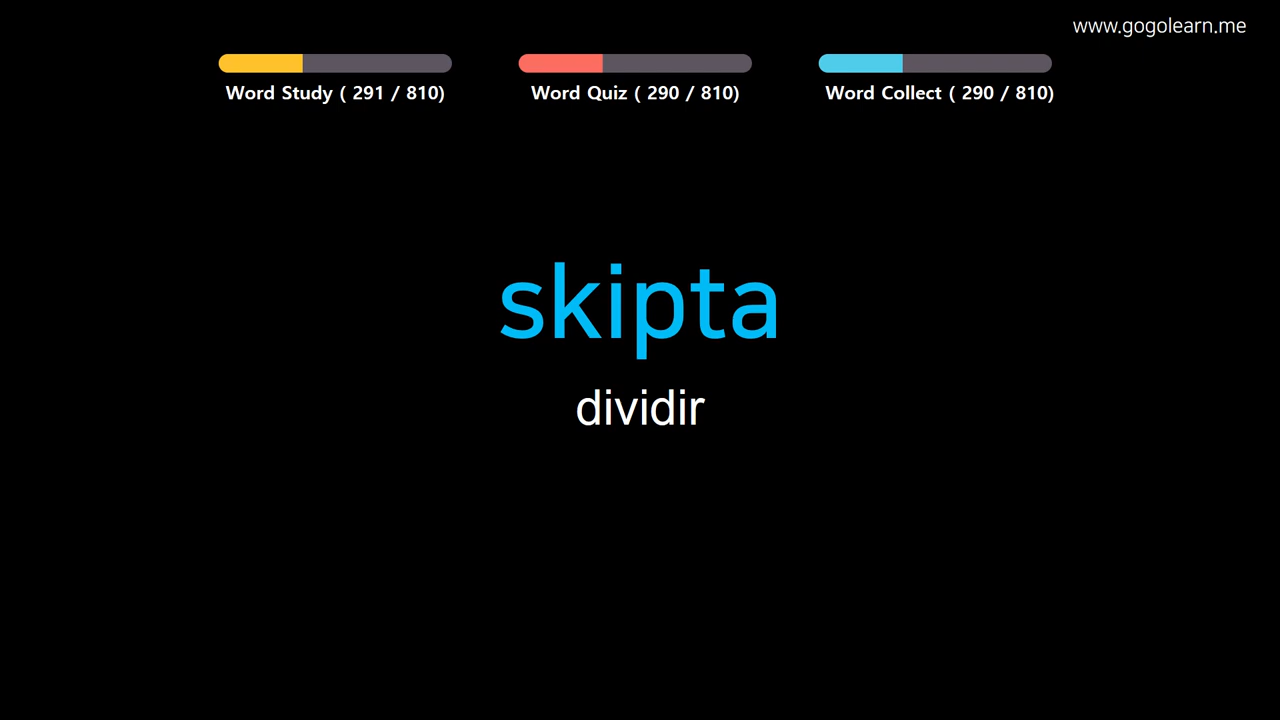 www.gogolearn.me
Word Study ( 291 / 810)
Word Quiz ( 290 / 810)
Word Collect ( 290 / 810)
skipta
dividir